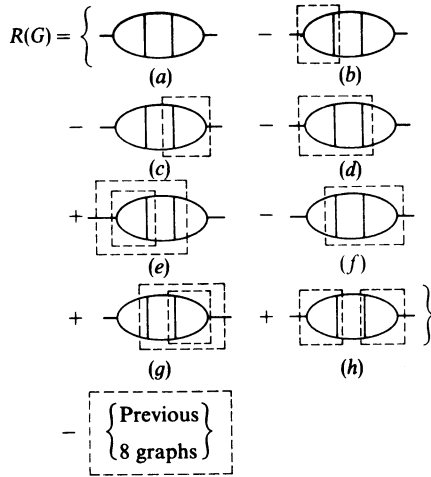 R(G) = {
(a)
− (b)
− (c)
− (d)
+ (e)
− (f)
+ (g)
+ (h) }
− { Previous
8 graphs }